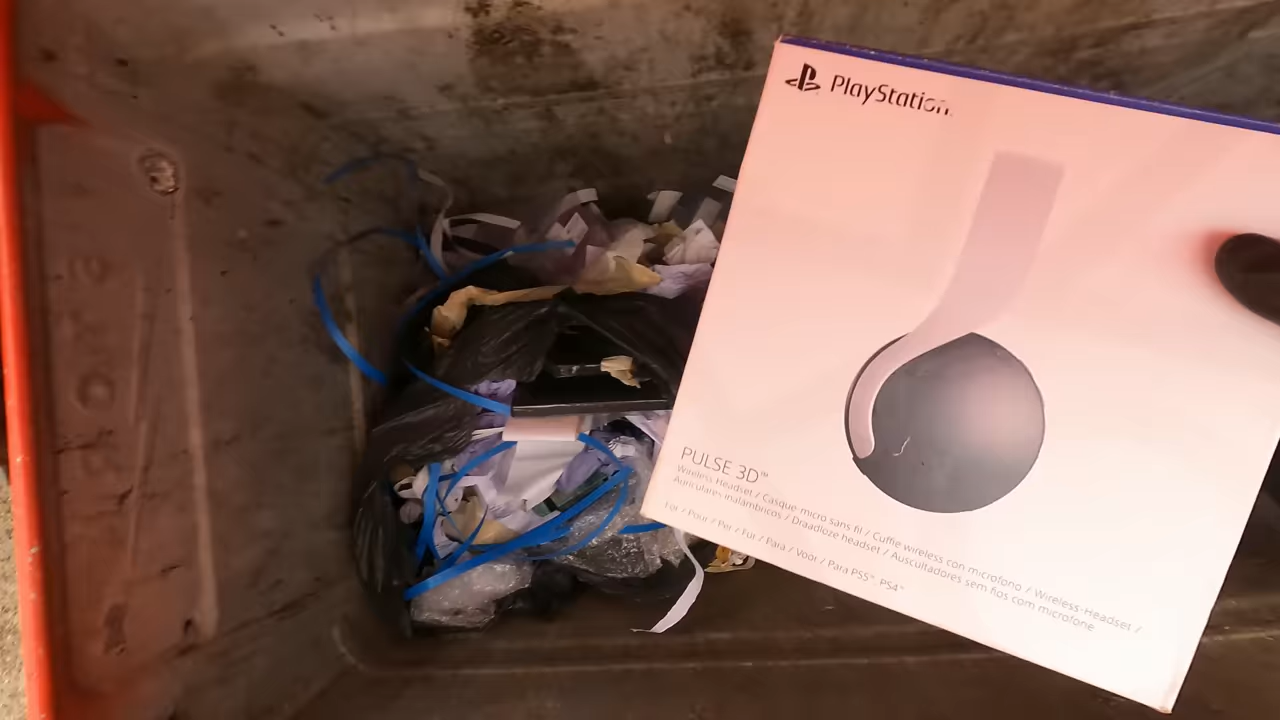 PlayStation
PULSE 3D™
Wireless Headset / Casque-micro sans fil / Cuffie wireless con microfono / Wireless-Headset /
Auriculares inalámbricos / Draadloze headset / Auscultadores sem fios com microfone
For / Pour / Per / Für / Para / Voor / Para PS5™, PS4™